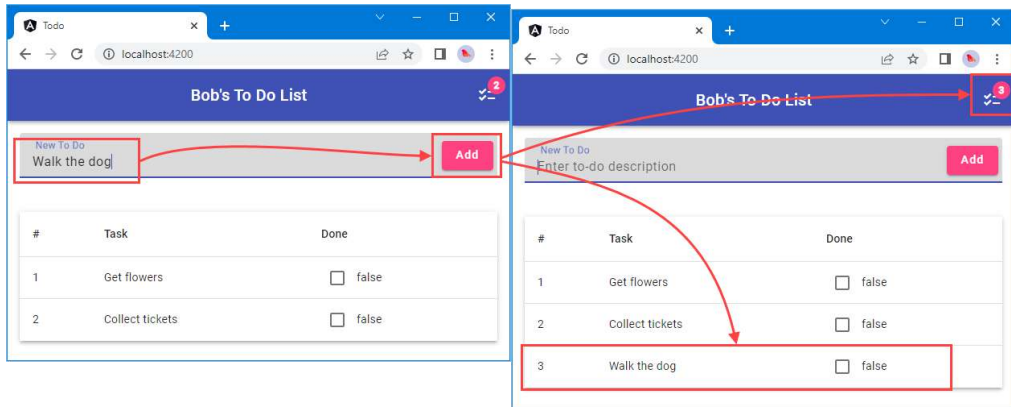 Todo
localhost:4200
Bob's To Do List
2
New To Do
Walk the dog
Add
# Task Done
1 Get flowers false
2 Collect tickets false
Todo
localhost:4200
Bob's To Do List
3
New To Do
Enter to-do description
Add
# Task Done
1 Get flowers false
2 Collect tickets false
3 Walk the dog false